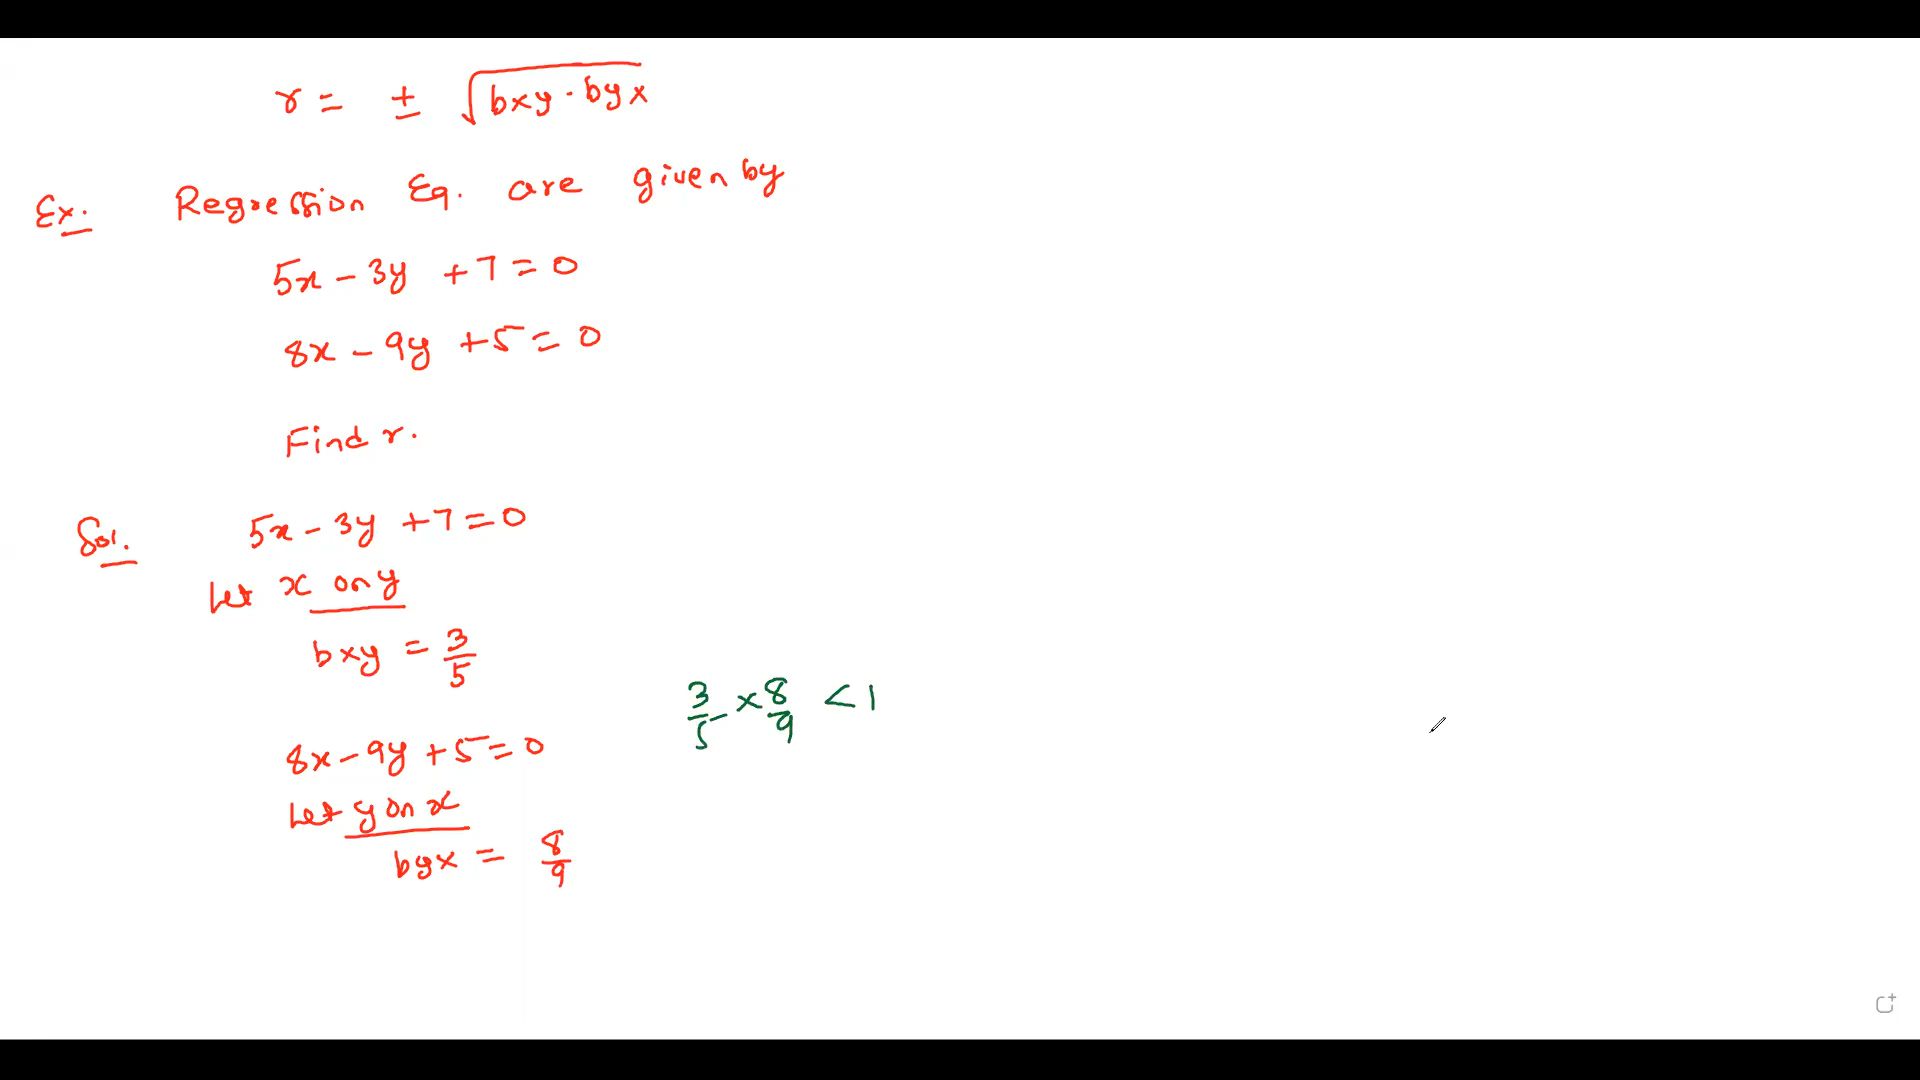 r = ± √bxy · byx
Ex. Regression Eq. are given by
5x - 3y + 7 = 0
8x - 9y + 5 = 0
Find r.
Sol. 5x - 3y + 7 = 0
Let x on y
bxy = 3/5
3/5 × 8/9 < 1
8x - 9y + 5 = 0
Let y on x
byx = 8/9